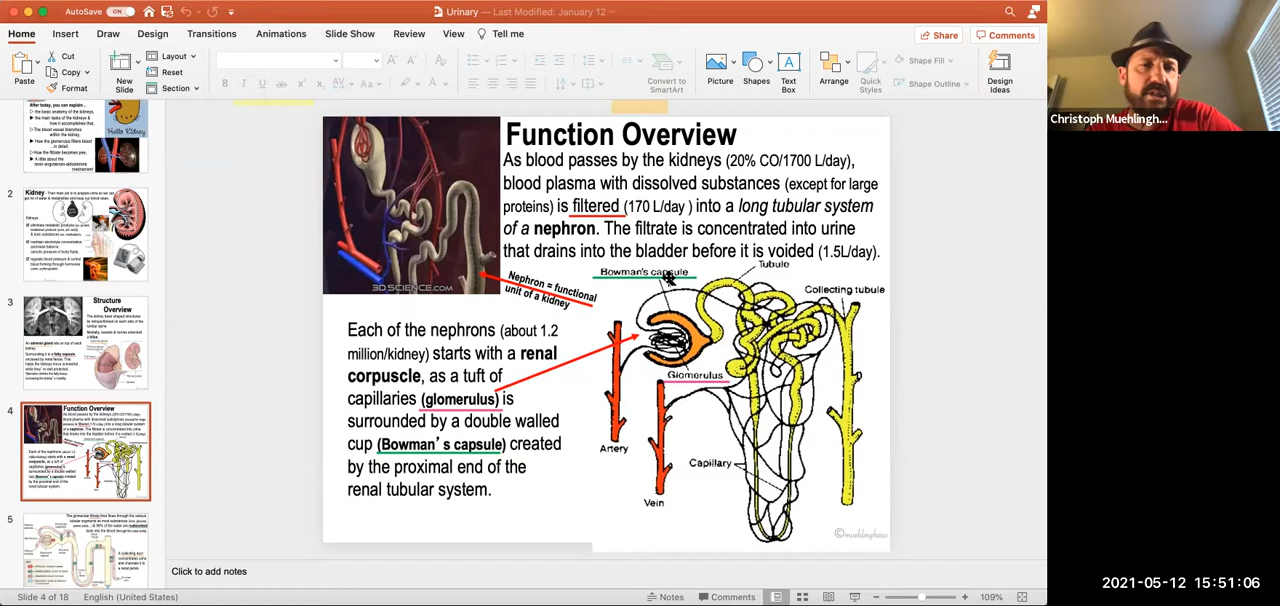 AutoSave ON
Urinary — Last Modified: January 12
Home Insert Draw Design Transitions Animations Slide Show Review View Tell me
Share Comments
Paste
Cut
Copy
Format
New Slide
Layout
Reset
Section
Convert to SmartArt
Picture
Shapes
Text Box
Arrange
Quick Styles
Shape Fill
Shape Outline
Design Ideas
Christoph Muehlingh...
After today, you can explain...
Hello Kidney
2
Kidney
3
Structure
Overview
4
Function Overview
5
Function Overview
As blood passes by the kidneys (20% CO/1700 L/day),
blood plasma with dissolved substances (except for large
proteins) is filtered (170 L/day ) into a long tubular system
of a nephron. The filtrate is concentrated into urine
that drains into the bladder before it is voided (1.5L/day).
3DSCIENCE.COM
Nephron = functional
unit of a kidney
Bowman's capsule
Tubule
Collecting tubule
Glomerulus
Artery
Capillary
Vein
Each of the nephrons (about 1.2
million/kidney) starts with a renal
corpuscle, as a tuft of
capillaries (glomerulus) is
surrounded by a double walled
cup (Bowman's capsule) created
by the proximal end of the
renal tubular system.
©muehlinghaus
Click to add notes
Slide 4 of 18 English (United States) Notes Comments 109%
2021-05-12 15:51:06